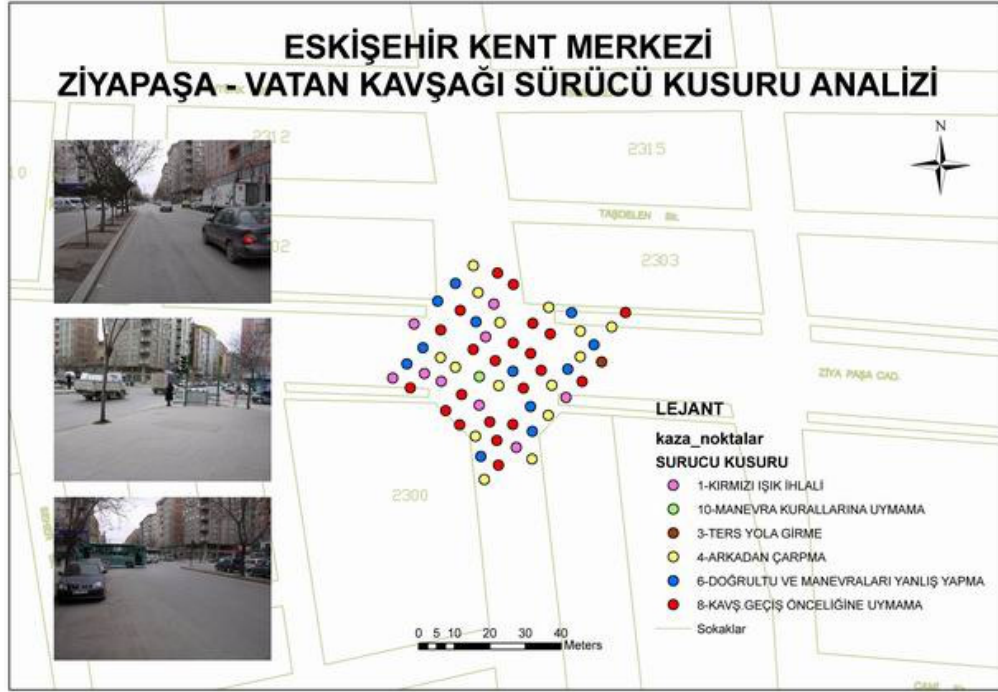 ESKİŞEHİR KENT MERKEZİ
ZİYAPAŞA - VATAN KAVŞAĞI SÜRÜCÜ KUSURU ANALİZİ
2312
2315
N
TAŞDELEN SK.
2303
ZİYA PAŞA CAD.
2300
LEJANT
kaza_noktalar
SURUCU KUSURU
1-KIRMIZI IŞIK İHLALİ
10-MANEVRA KURALLARINA UYMAMA
3-TERS YOLA GİRME
4-ARKADAN ÇARPMA
6-DOĞRULTU VE MANEVRALARI YANLIŞ YAPMA
8-KAVŞ.GEÇİŞ ÖNCELİĞİNE UYMAMA
Sokaklar
0 5 10 20 30 40
Meters